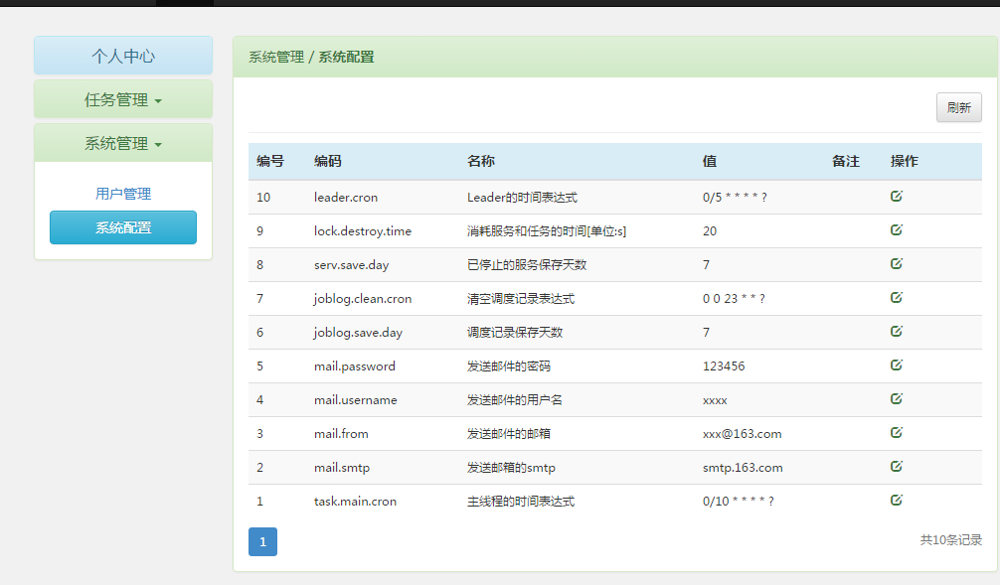 个人中心
任务管理
系统管理
用户管理
系统配置
系统管理 / 系统配置
刷新
编号 编码 名称 值 备注 操作
10 leader.cron Leader的时间表达式 0/5 * * * * ?
9 lock.destroy.time 消耗服务和任务的时间[单位:s] 20
8 serv.save.day 已停止的服务保存天数 7
7 joblog.clean.cron 清空调度记录表达式 0 0 23 * * ?
6 joblog.save.day 调度记录保存天数 7
5 mail.password 发送邮件的密码 123456
4 mail.username 发送邮件的用户名 xxxx
3 mail.from 发送邮件的邮箱 xxx@163.com
2 mail.smtp 发送邮箱的smtp smtp.163.com
1 task.main.cron 主线程的时间表达式 0/10 * * * * ?
1
共10条记录